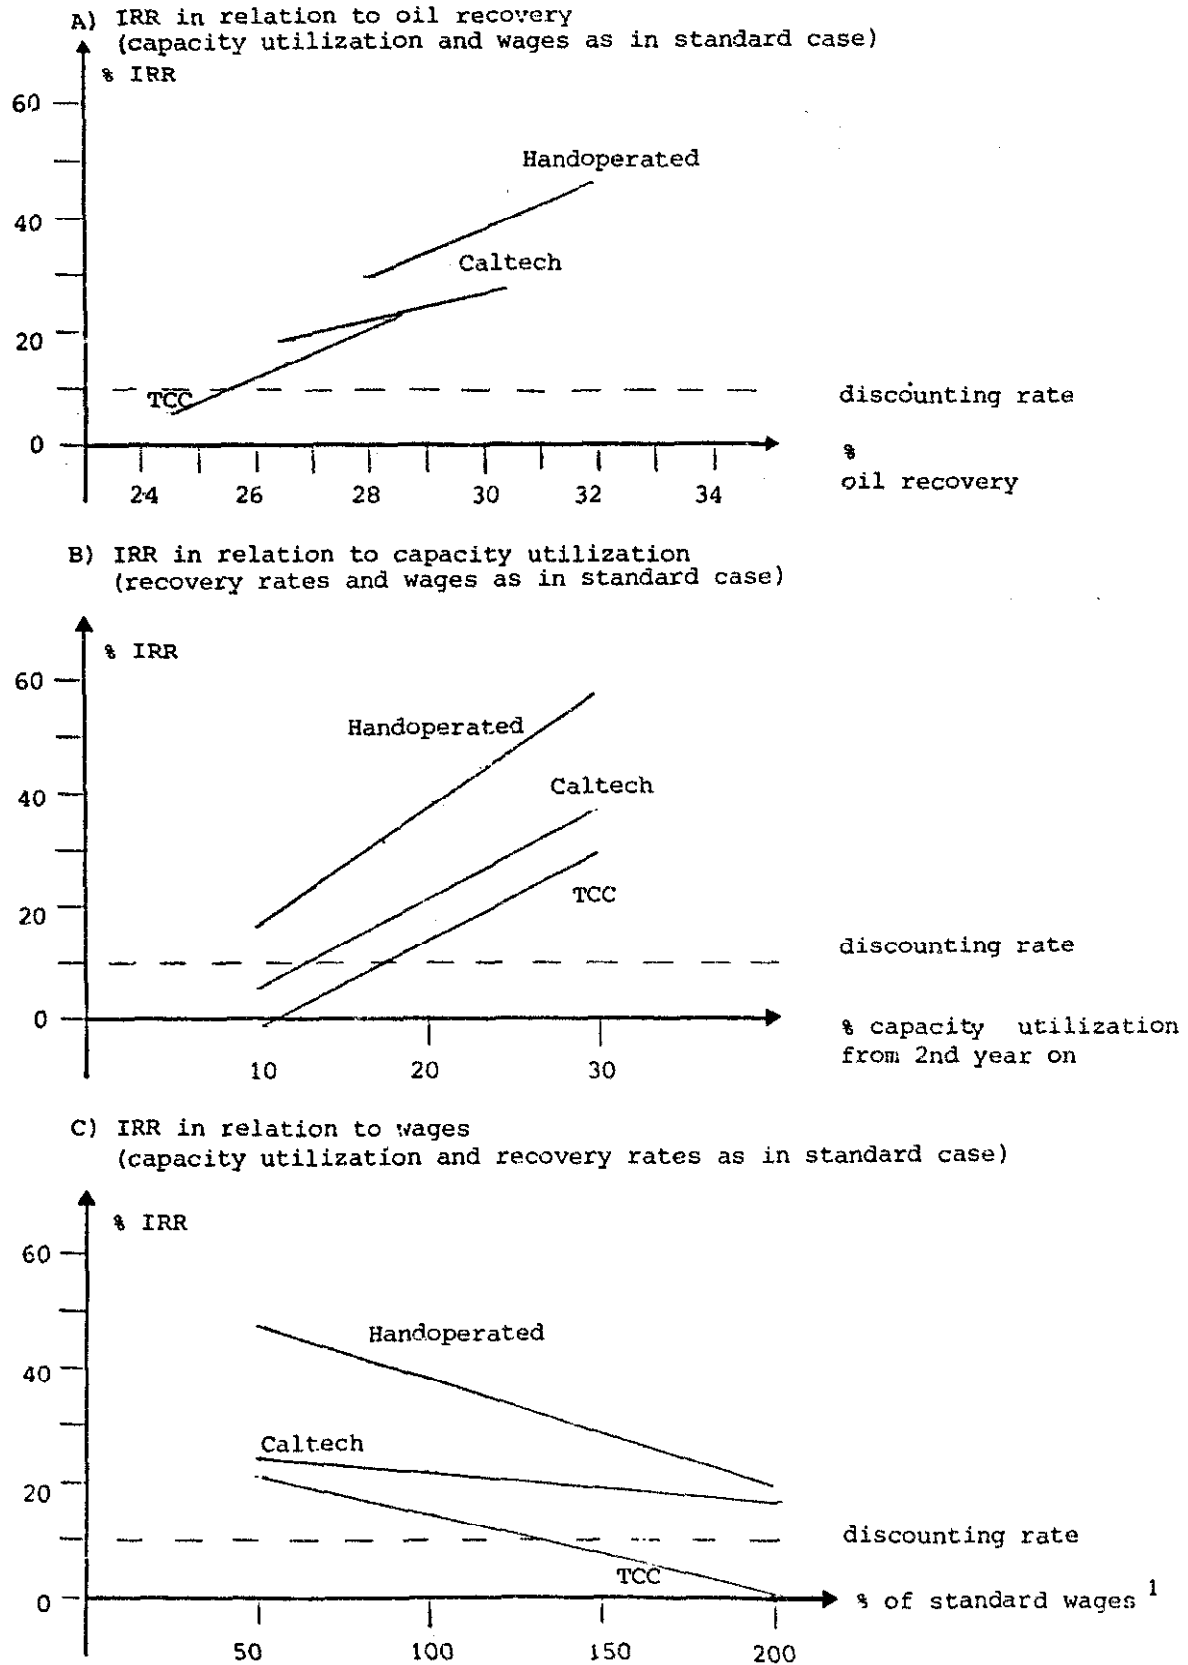 A) IRR in relation to oil recovery
(capacity utilization and wages as in standard case)
% IRR
60
Handoperated
40
Caltech
20
TCC
discounting rate
0
%
24 26 28 30 32 34
oil recovery
B) IRR in relation to capacity utilization
(recovery rates and wages as in standard case)
% IRR
60
Handoperated
Caltech
40
TCC
20
discounting rate
0
% capacity utilization
from 2nd year on
10 20 30
C) IRR in relation to wages
(capacity utilization and recovery rates as in standard case)
% IRR
60
Handoperated
40
Caltech
20
discounting rate
TCC
0
% of standard wages 1
50 100 150 200